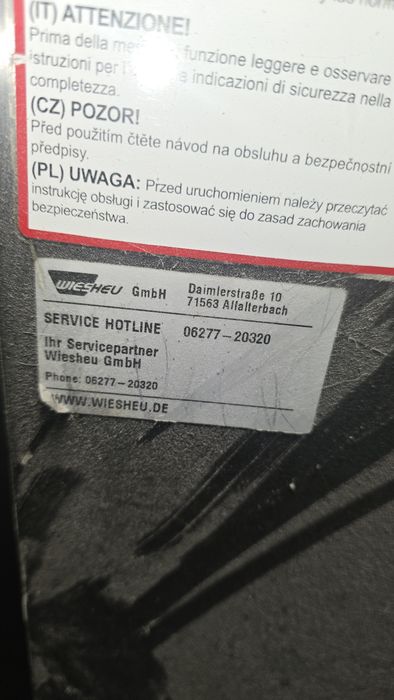 (IT) ATTENZIONE!
Prima della me funzione leggere e osservare
istruzioni per l' e indicazioni di sicurezza nella
completezza.
(CZ) POZOR!
Před použitím čtěte návod na obsluhu a bezpečnostní
předpisy.
(PL) UWAGA: Przed uruchomieniem należy przeczytać
instrukcję obsługi i zastosować się do zasad zachowania
bezpieczeństwa.
WIESHEU GmbH Daimlerstraße 10
71563 Affalterbach
SERVICE HOTLINE 06277-20320
Ihr Servicepartner
Wiesheu GmbH
Phone: 06277-20320
WWW.WIESHEU.DE